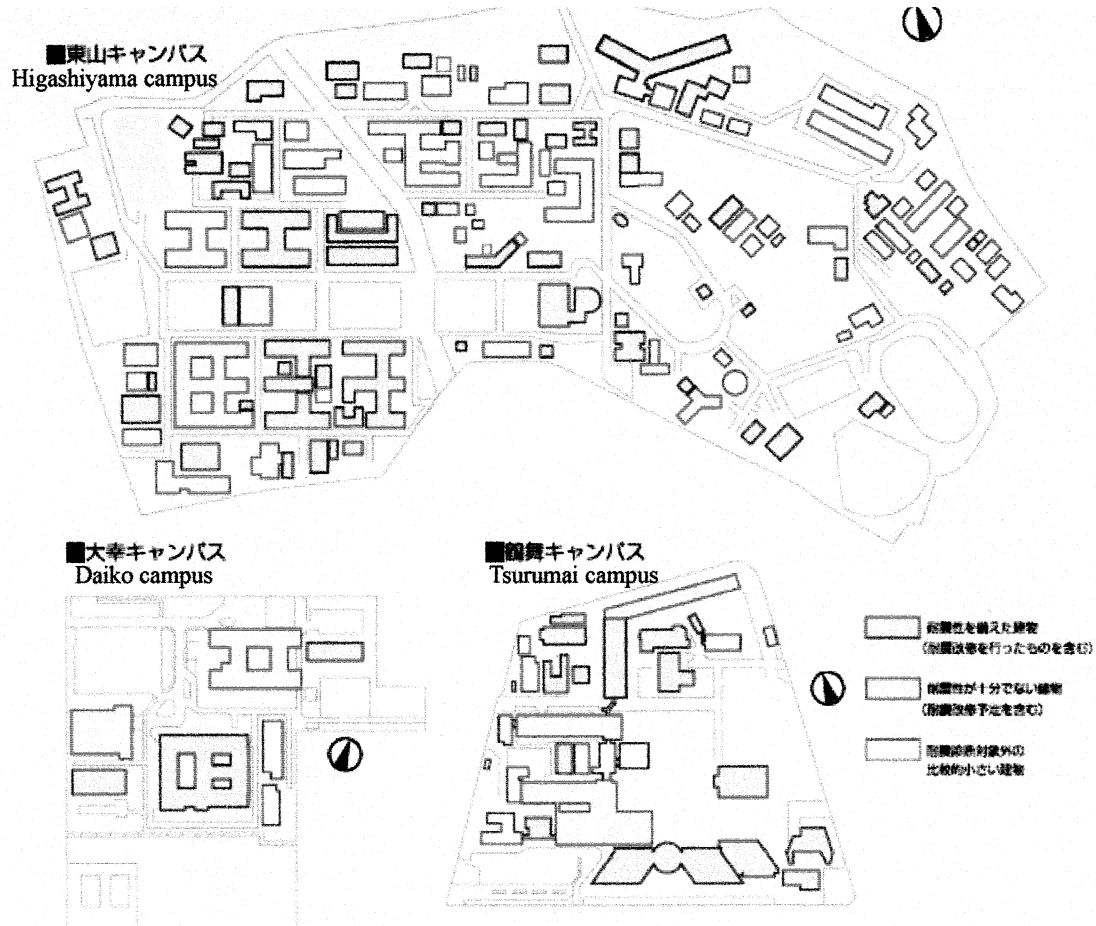 ■東山キャンパス
Higashiyama campus
■大幸キャンパス
Daiko campus
■鶴舞キャンパス
Tsurumai campus
耐震性を備えた建物
(耐震改修を行ったものを含む)
耐震性が十分でない建物
(耐震改修予定を含む)
耐震診断対象外の
比較的小さい建物